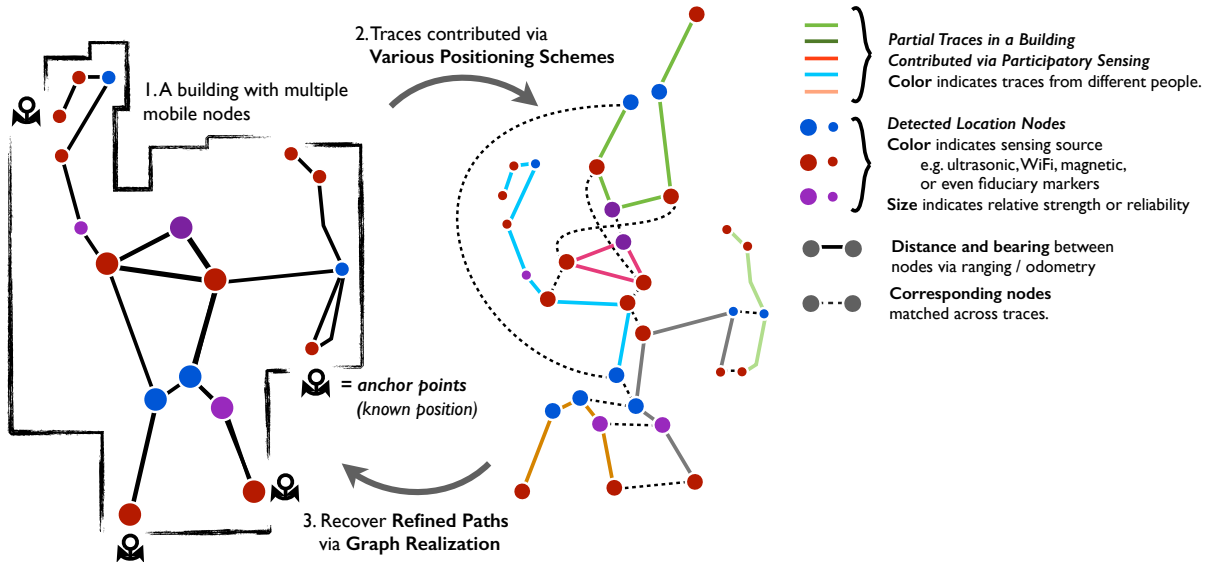 1. A building with multiple
mobile nodes
2. Traces contributed via
Various Positioning Schemes
= anchor points
(known position)
3. Recover Refined Paths
via Graph Realization
Partial Traces in a Building
Contributed via Participatory Sensing
Color indicates traces from different people.
Detected Location Nodes
Color indicates sensing source
e.g. ultrasonic, WiFi, magnetic,
or even fiduciary markers
Size indicates relative strength or reliability
Distance and bearing between
nodes via ranging / odometry
Corresponding nodes
matched across traces.